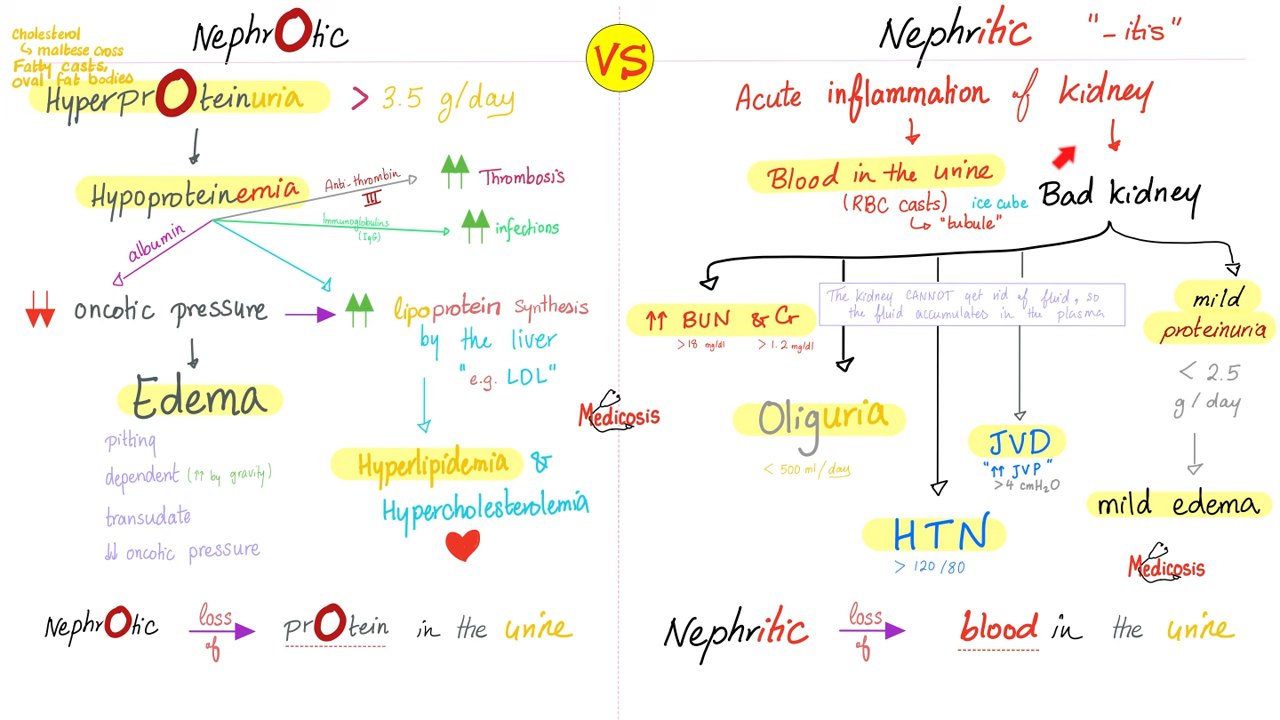 Cholesterol
↳ maltese cross
Fatty casts,
oval fat bodies
NephrOtic
HyperprOteinuria > 3.5 g/day
Hypoproteinemia
Anti-thrombin
III
↑↑ Thrombosis
Immunoglobulins
(IgG)
↑↑ infections
albumin
↓↓ oncotic pressure → ↑↑ lipoprotein synthesis
by the liver
"e.g. LDL"
Edema
pitting
dependent (↑↑ by gravity)
transudate
↓↓ oncotic pressure
Hyperlipidemia &
Hypercholesterolemia
NephrOtic loss of prOtein in the urine
VS
Medicosis
Nephritic "-itis"
Acute inflammation of kidney
Blood in the urine
(RBC casts)
↳ "tubule"
ice cube
Bad kidney
↑↑ BUN & Cr
>18 mg/dl >1.2 mg/dl
The kidney CANNOT get rid of fluid, so
the fluid accumulates in the plasma
mild
proteinuria
< 2.5
g / day
mild edema
Oliguria
< 500 ml / day
JVD
"↑↑ JVP"
>4 cmH₂O
HTN
> 120/80
Medicosis
Nephritic loss of blood in the urine